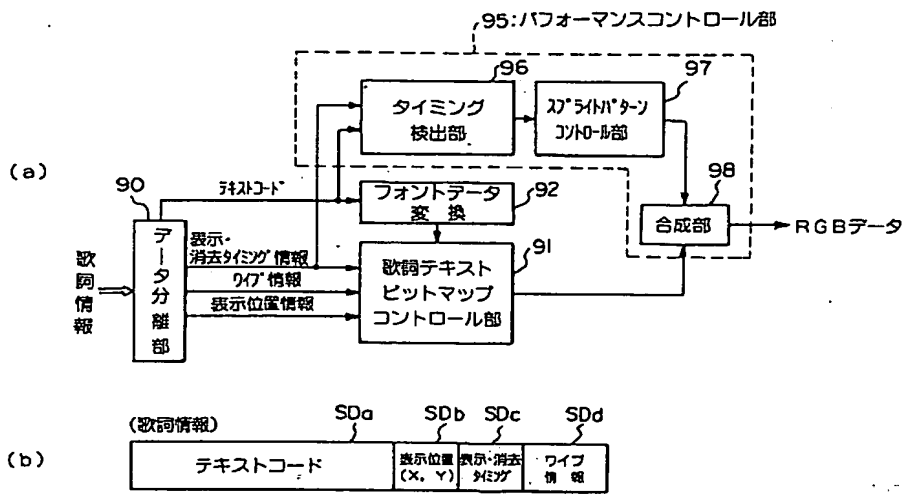 95:パフォーマンスコントロール部
96
タイミング
検出部
97
スプライトパターン
コントロール部
(a)
90
テキストコード
フォントデータ
変換
92
98
合成部
RGBデータ
歌詞情報
データ分離部
表示・
消去タイミング情報
ワイプ情報
表示位置情報
91
歌詞テキスト
ビットマップ
コントロール部
(歌詞情報)
SDa
SDb
SDc
SDd
(b)
テキストコード
表示位置
(X, Y)
表示・消去
タイミング
ワイプ
情報